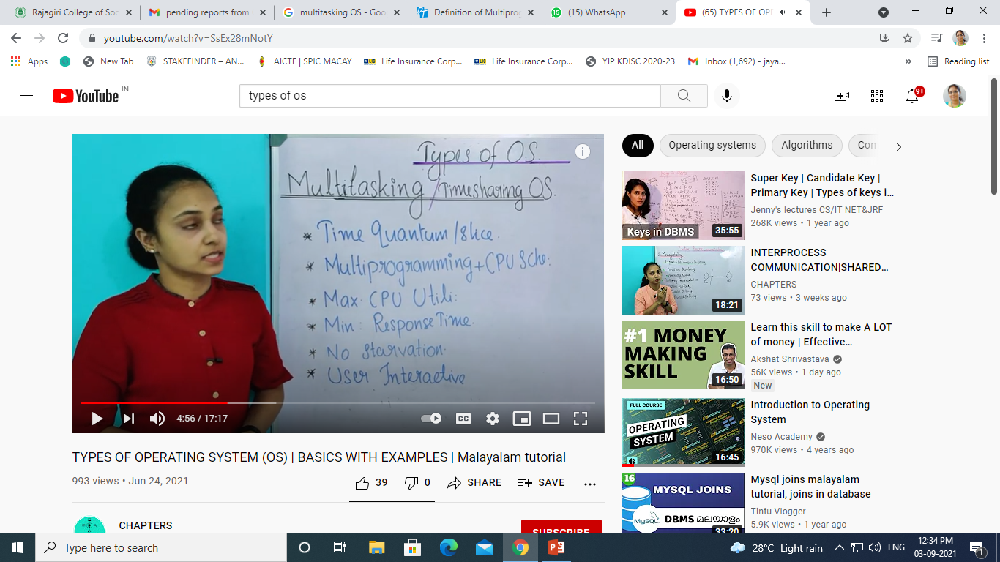 Rajagiri College of Soc
pending reports from
multitasking OS - Goo
Definition of Multiprog
(15) WhatsApp
(65) TYPES OF OPE
youtube.com/watch?v=SsEx28mNotY
Apps
New Tab
STAKEFINDER – AN...
AICTE | SPIC MACAY
Life Insurance Corp...
Life Insurance Corp...
YIP KDISC 2020-23
Inbox (1,692) - jaya...
»
Reading list
YouTube IN
types of os
9+
Types of O.S.
Multitasking / Timesharing OS.
* Time Quantum / Slice.
* Multiprogramming + CPU Sche:
* Max. CPU Utili:
* Min : Response Time.
* No Starvation.
* User Interactive
4:56 / 17:17
CC
TYPES OF OPERATING SYSTEM (OS) | BASICS WITH EXAMPLES | Malayalam tutorial
993 views • Jun 24, 2021
39
0
SHARE
SAVE
...
CHAPTERS
SUBSCRIBE
All
Operating systems
Algorithms
Com
Keys in DBMS
35:55
Super Key | Candidate Key |
Primary Key | Types of keys i...
Jenny's lectures CS/IT NET&JRF
268K views • 1 year ago
18:21
INTERPROCESS
COMMUNICATION|SHARED...
CHAPTERS
73 views • 3 weeks ago
#1 MONEY
MAKING
SKILL
16:50
Learn this skill to make A LOT
of money | Effective...
Akshat Shrivastava
56K views • 1 day ago
New
FULL COURSE
OPERATING
SYSTEM
16:45
Introduction to Operating
System
Neso Academy
970K views • 4 years ago
16
MYSQL JOINS
MySQL
DBMS മലയാളം
33:20
Mysql joins malayalam
tutorial, joins in database
Tintu Vlogger
5.9K views • 1 year ago
Type here to search
28°C Light rain
ENG
12:34 PM
03-09-2021
1